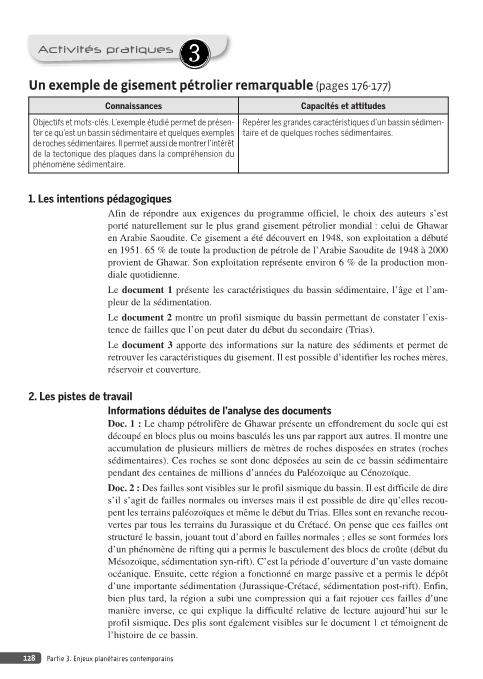 Activités pratiques 3
Un exemple de gisement pétrolier remarquable (pages 176-177)
Connaissances
Capacités et attitudes
Objectifs et mots-clés. L'exemple étudié permet de présen-
ter ce qu'est un bassin sédimentaire et quelques exemples
de roches sédimentaires. Il permet aussi de montrer l'intérêt
de la tectonique des plaques dans la compréhension du
phénomène sédimentaire.
Repérer les grandes caractéristiques d'un bassin sédimen-
taire et de quelques roches sédimentaires.
1. Les intentions pédagogiques
Afin de répondre aux exigences du programme officiel, le choix des auteurs s'est
porté naturellement sur le plus grand gisement pétrolier mondial : celui de Ghawar
en Arabie Saoudite. Ce gisement a été découvert en 1948, son exploitation a débuté
en 1951. 65 % de toute la production de pétrole de l'Arabie Saoudite de 1948 à 2000
provient de Ghawar. Son exploitation représente environ 6 % de la production mon-
diale quotidienne.
Le document 1 présente les caractéristiques du bassin sédimentaire, l'âge et l'am-
pleur de la sédimentation.
Le document 2 montre un profil sismique du bassin permettant de constater l'exis-
tence de failles que l'on peut dater du début du secondaire (Trias).
Le document 3 apporte des informations sur la nature des sédiments et permet de
retrouver les caractéristiques du gisement. Il est possible d'identifier les roches mères,
réservoir et couverture.
2. Les pistes de travail
Informations déduites de l'analyse des documents
Doc. 1 : Le champ pétrolifère de Ghawar présente un effondrement du socle qui est
découpé en blocs plus ou moins basculés les uns par rapport aux autres. Il montre une
accumulation de plusieurs milliers de mètres de roches disposées en strates (roches
sédimentaires). Ces roches se sont donc déposées au sein de ce bassin sédimentaire
pendant des centaines de millions d'années du Paléozoïque au Cénozoïque.
Doc. 2 : Des failles sont visibles sur le profil sismique du bassin. Il est difficile de dire
s'il s'agit de failles normales ou inverses mais il est possible de dire qu'elles recou-
pent les terrains paléozoïques et même le début du Trias. Elles sont en revanche recou-
vertes par tous les terrains du Jurassique et du Crétacé. On pense que ces failles ont
structuré le bassin, jouant tout d'abord en failles normales ; elles se sont formées lors
d'un phénomène de rifting qui a permis le basculement des blocs de croûte (début du
Mésozoïque, sédimentation syn-rift). C'est la période d'ouverture d'un vaste domaine
océanique. Ensuite, cette région a fonctionné en marge passive et a permis le dépôt
d'une importante sédimentation (Jurassique-Crétacé, sédimentation post-rift). Enfin,
bien plus tard, la région a subi une compression qui a fait rejouer ces failles d'une
manière inverse, ce qui explique la difficulté relative de lecture aujourd'hui sur le
profil sismique. Des plis sont également visibles sur le document 1 et témoignent de
l'histoire de ce bassin.
128 Partie 3. Enjeux planétaires contemporains